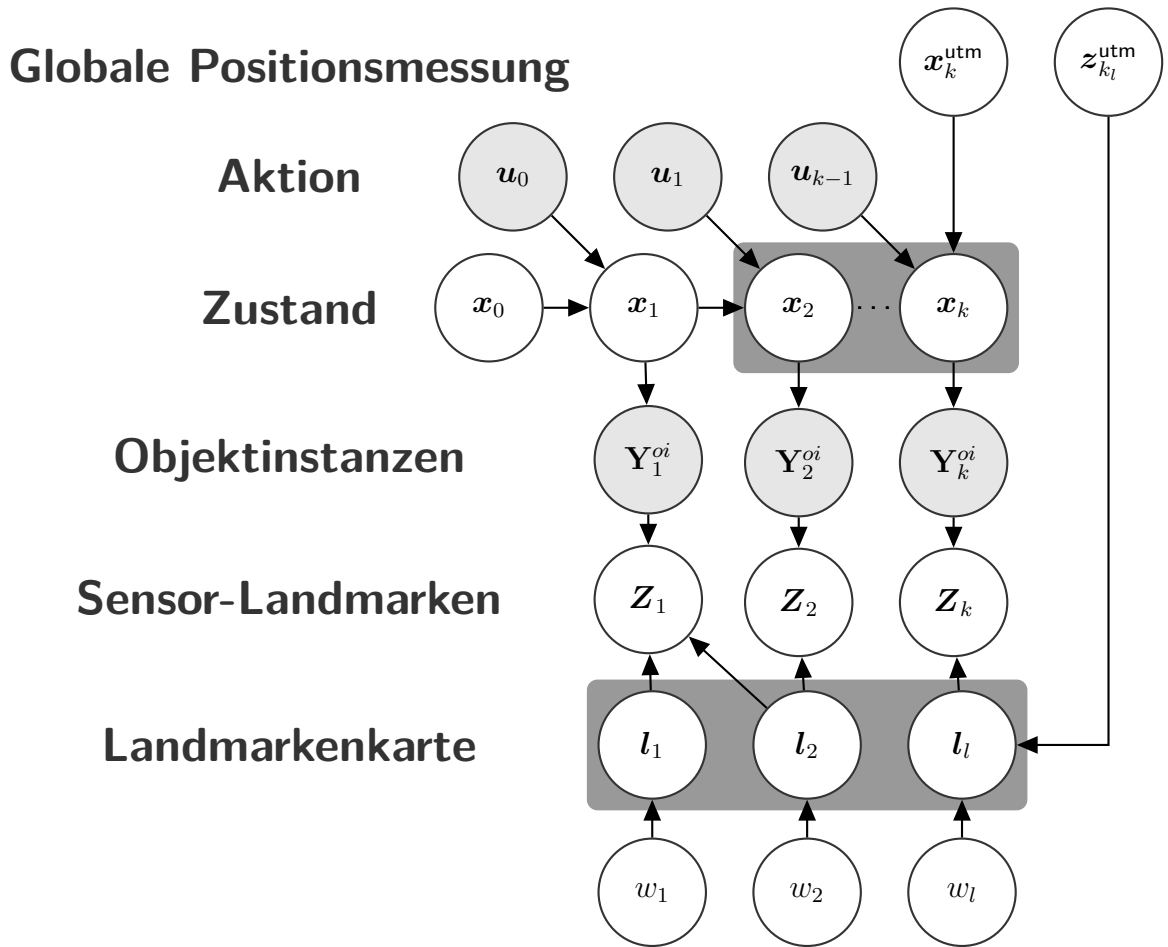 Globale Positionsmessung x_k^utm z_{k_l}^utm
Aktion u_0 u_1 u_{k−1}
Zustand x_0 x_1 x_2 ... x_k
Objektinstanzen Y_1^{oi} Y_2^{oi} Y_k^{oi}
Sensor-Landmarken Z_1 Z_2 Z_k
Landmarkenkarte l_1 l_2 l_l
w_1 w_2 w_l